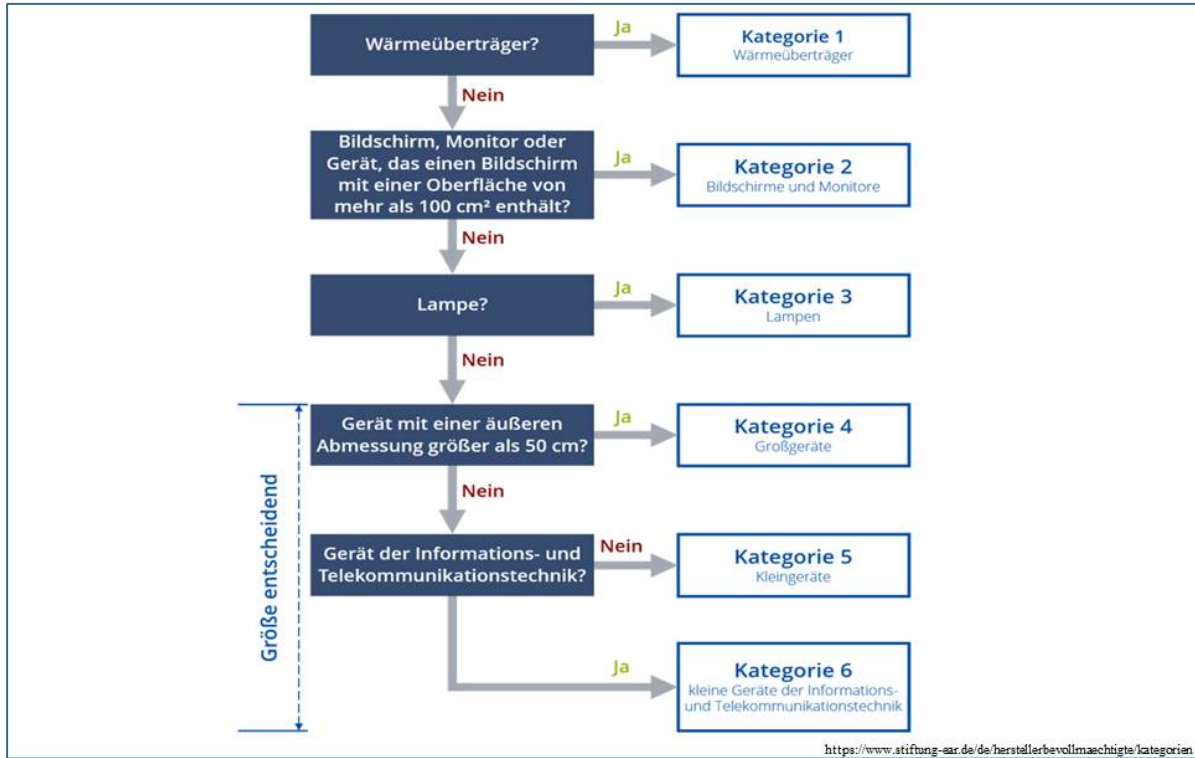 Wärmeüberträger?
Ja
Kategorie 1
Wärmeüberträger
Nein
Bildschirm, Monitor oder
Gerät, das einen Bildschirm
mit einer Oberfläche von
mehr als 100 cm² enthält?
Ja
Kategorie 2
Bildschirme und Monitore
Nein
Lampe?
Ja
Kategorie 3
Lampen
Nein
Größe entscheidend
Gerät mit einer äußeren
Abmessung größer als 50 cm?
Ja
Kategorie 4
Großgeräte
Nein
Gerät der Informations- und
Telekommunikationstechnik?
Nein
Kategorie 5
Kleingeräte
Ja
Kategorie 6
kleine Geräte der Informations-
und Telekommunikationstechnik
https://www.stiftung-ear.de/de/herstellerbevollmaechtigte/kategorien